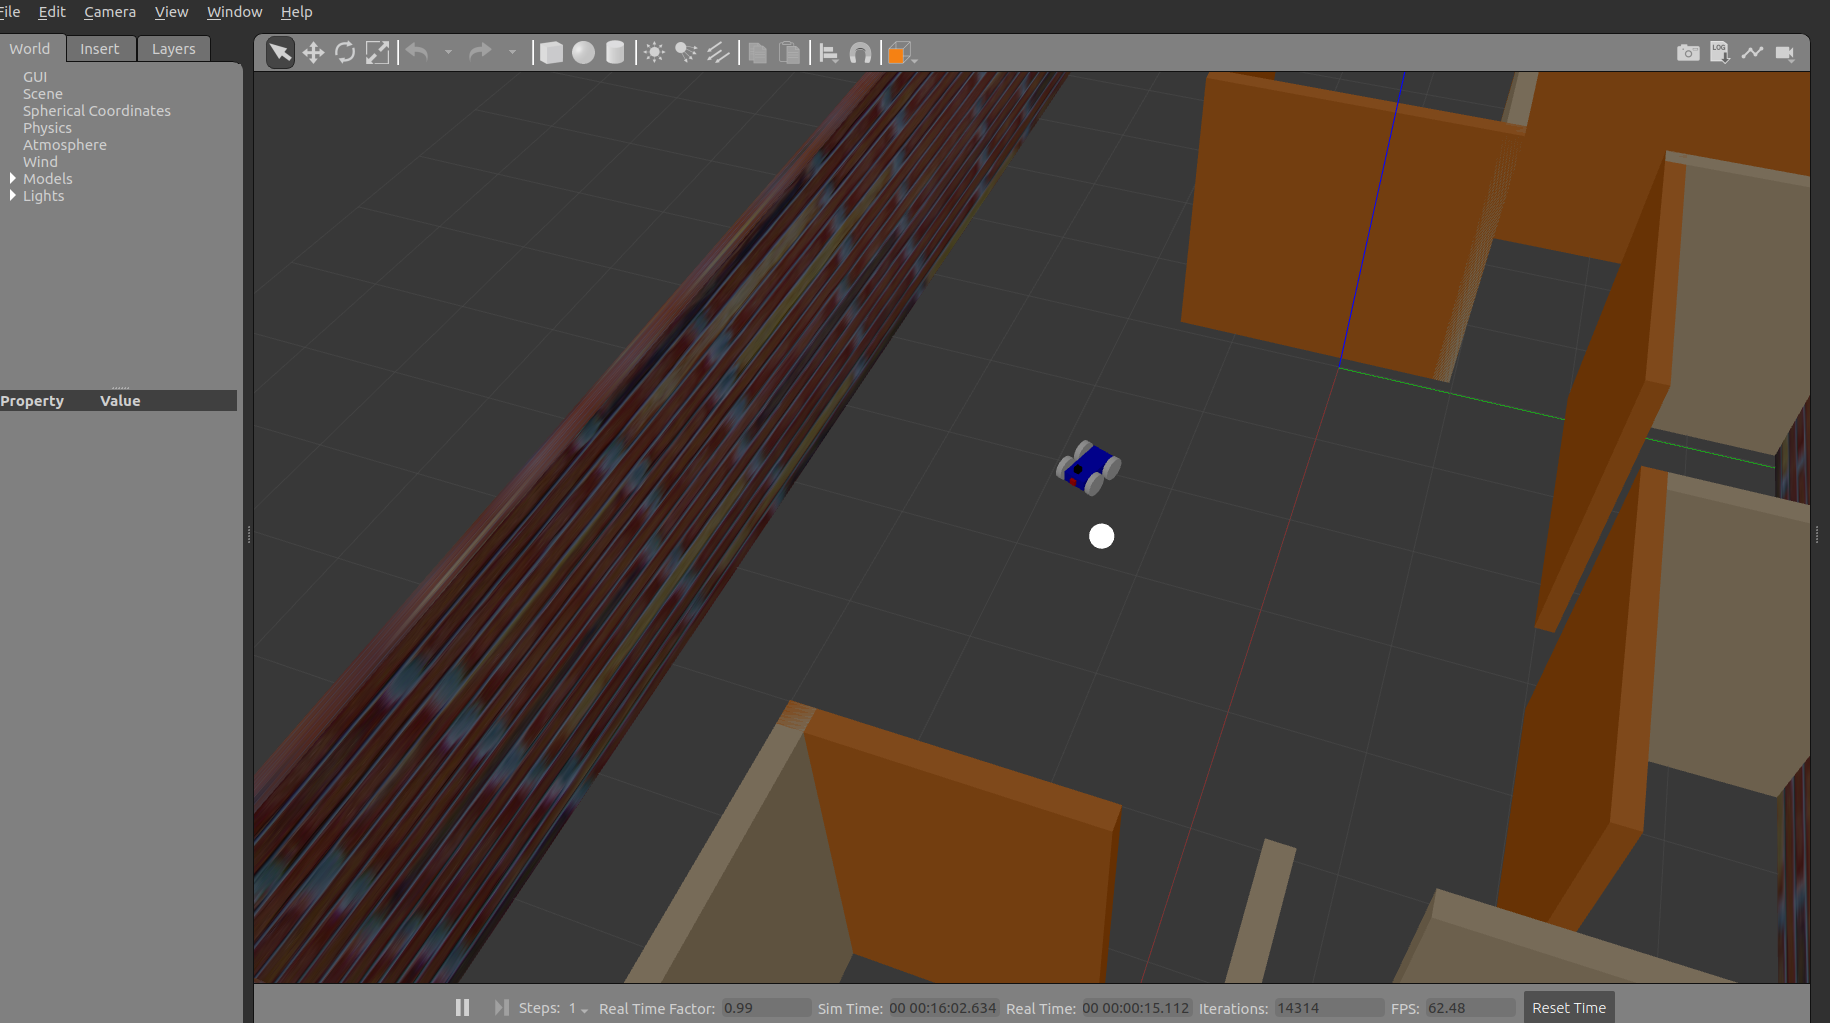 File Edit Camera View Window Help
World Insert Layers
LOG
GUI
Scene
Spherical Coordinates
Physics
Atmosphere
Wind
Models
Lights
Property Value
Steps: 1 Real Time Factor: 0.99 Sim Time: 00 00:16:02.634 Real Time: 00 00:00:15.112 Iterations: 14314 FPS: 62.48 Reset Time